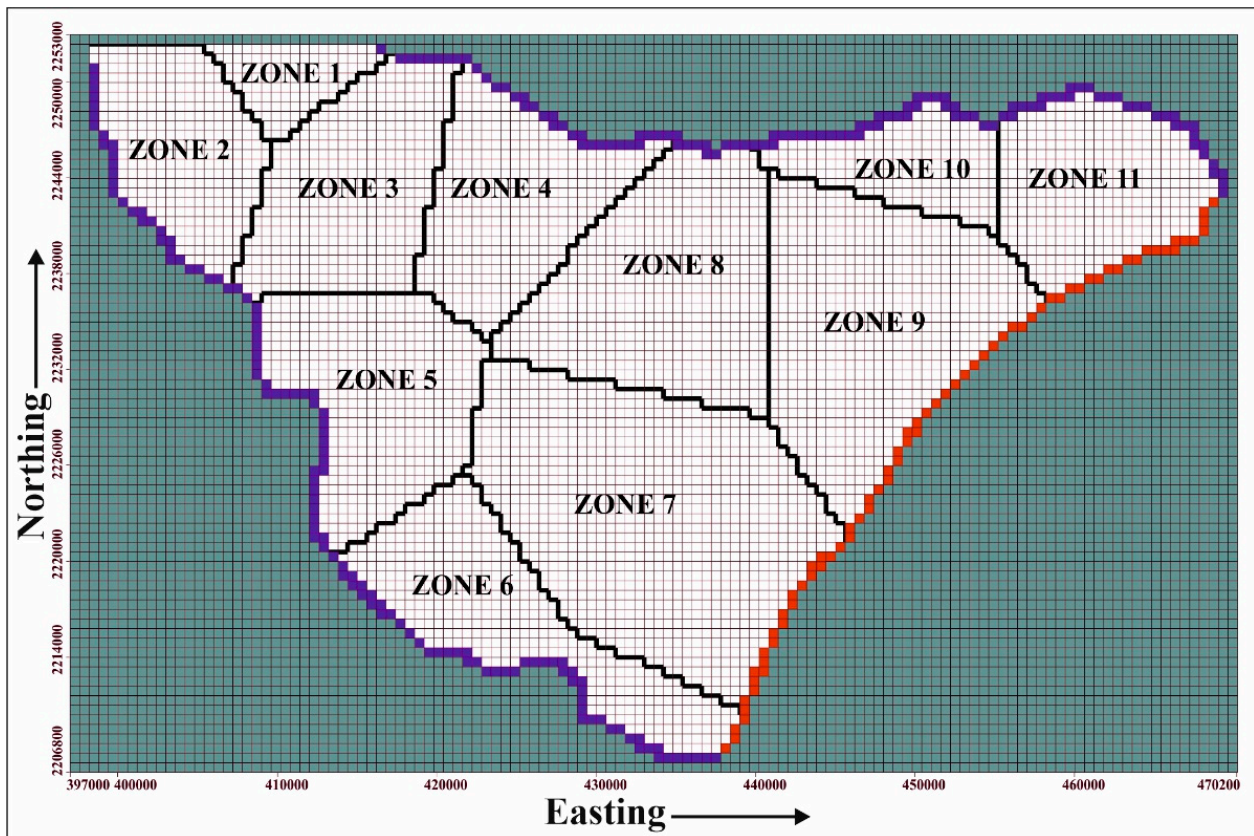 2253000
2250000
2244000
2238000
2232000
2226000
2220000
2214000
2206800
Northing
ZONE 1
ZONE 2
ZONE 3
ZONE 4
ZONE 10
ZONE 11
ZONE 8
ZONE 9
ZONE 5
ZONE 7
ZONE 6
397000 400000 410000 420000 430000 440000 450000 460000 470200
Easting